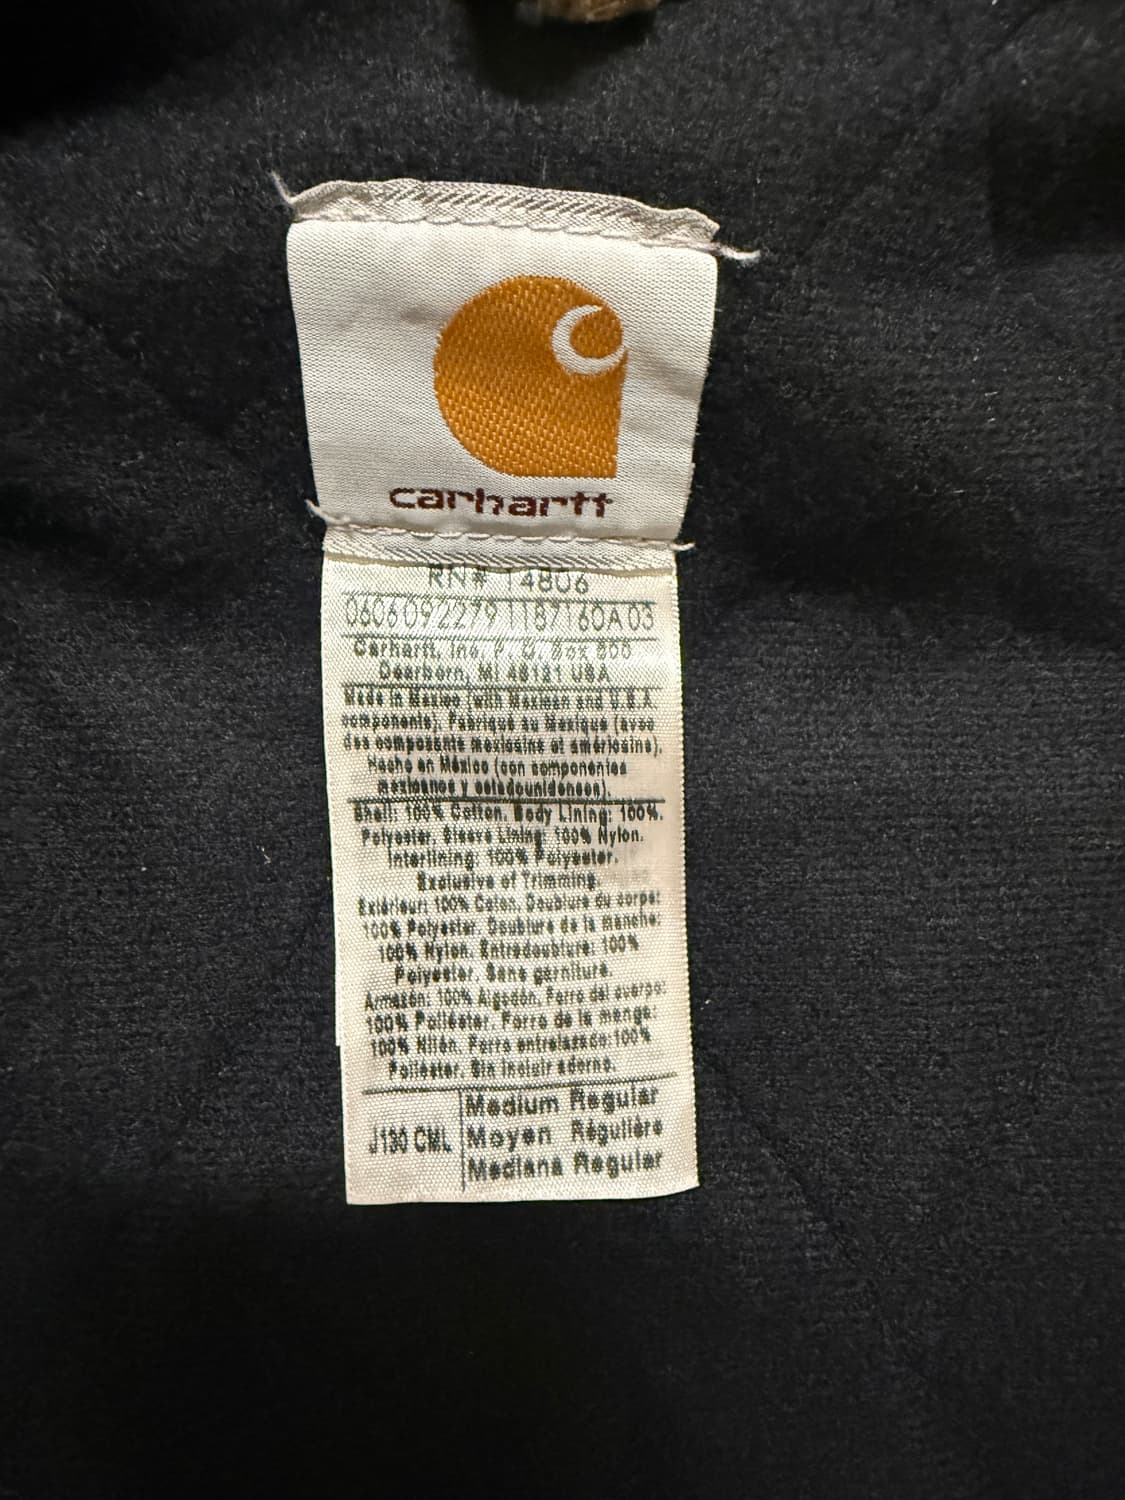 carhartt
RN# 14806
0606092279 1187160A03
Carhartt, Inc. P. O. Box 600
Dearborn, MI 48121 USA
Made in Mexico (with Mexican and U.S.A.
components). Fabriqué au Mexique (avec
des composants mexicains et américains).
Hecho en México (con componentes
mexicanos y estadounidenses).
Shell: 100% Cotton. Body Lining: 100%.
Polyester. Sleeve Lining: 100% Nylon.
Interlining: 100% Polyester.
Exclusive of Trimming.
Extérieur: 100% Coton. Doublure du corps:
100% Polyester. Doublure de la manche:
100% Nylon. Entredoublure: 100%
Polyester. Sans garniture.
Armazón: 100% Algodón. Forro del cuerpo:
100% Poliéster. Forro de la manga:
100% Nilón. Forro entrelazado:100%
Poliéster. Sin incluir adorno.
J130 CML
Medium Regular
Moyen Régulière
Mediana Regular